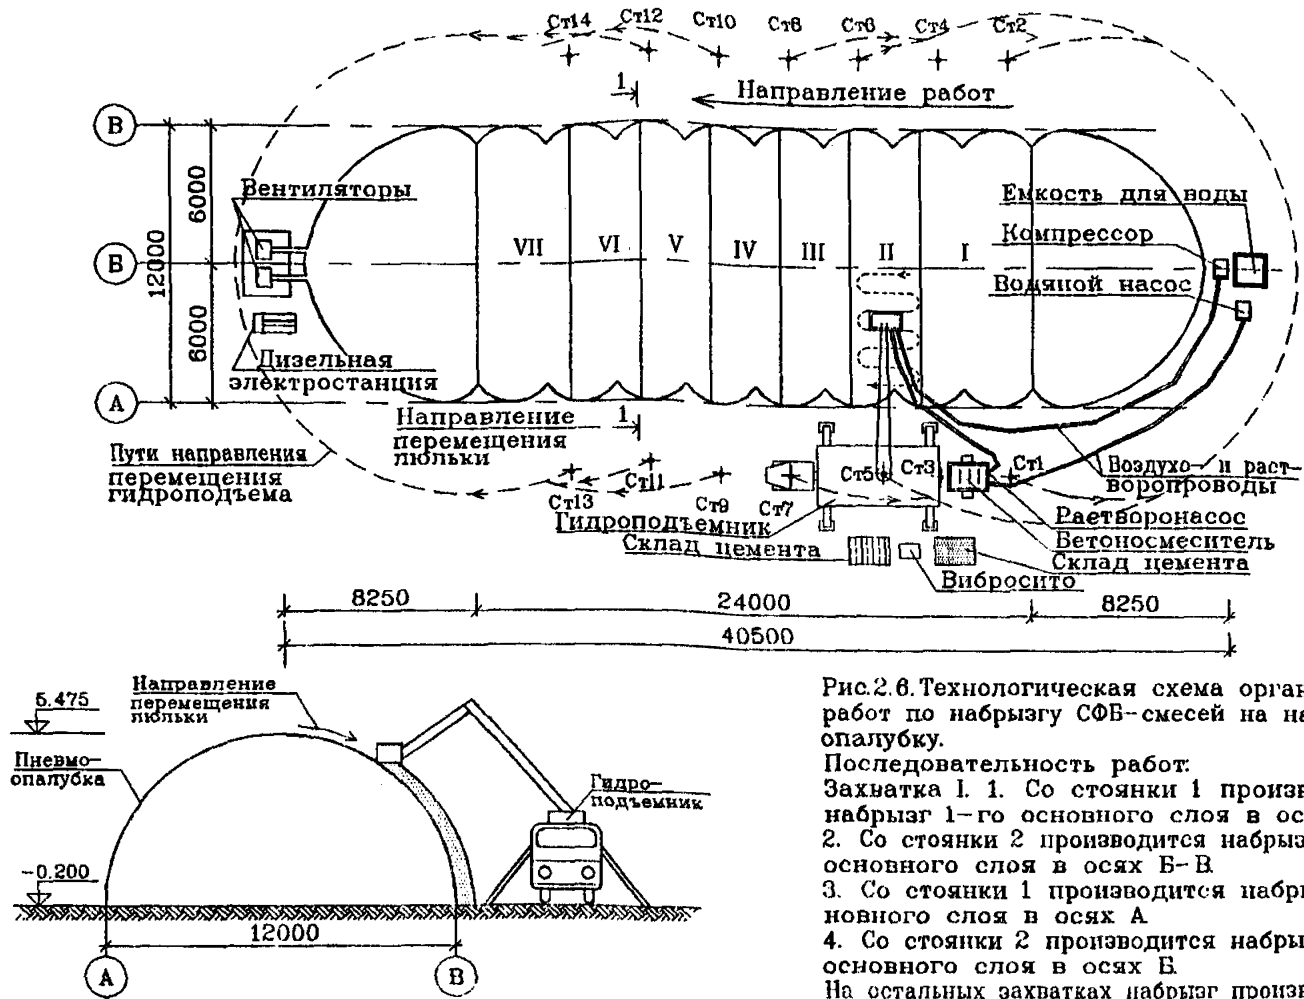 Ст14 Ст12 Ст10 Ст8 Ст6 Ст4 Ст2
1
Направление работ
В
6000
Вентиляторы
Емкость для воды
Компрессор
VII VI V IV III II I
В
12000
Водяной насос
6000
Дизельная
электростанция
А
Направление
перемещения
люльки
1
Пути направления
перемещения
гидроподъема
Ст13 Ст11 Ст9 Ст7 Ст5 Ст3 Ст1
Воздухо- и раст-
воропроводы
Гидроподъемник
Растворонасос
Бетоносмеситель
Склад цемента
Склад цемента
Вибросито
8250 24000 8250
40500
Направление
перемещения
люльки
5.475
Пневмо-
опалубка
Гидро-
подъемник
-0.200
12000
А В
Рис.2.6.Технологическая схема орган
работ по набрызгу СФБ-смесей на на
опалубку.
Последовательность работ:
Захватка I. 1. Со стоянки 1 произв
набрызг 1-го основного слоя в ос
2. Со стоянки 2 производится набрыз
основного слоя в осях Б-В
3. Со стоянки 1 производится набры
новного слоя в осях А
4. Со стоянки 2 производится набры
основного слоя в осях Б
На остальных захватках набрызг произв